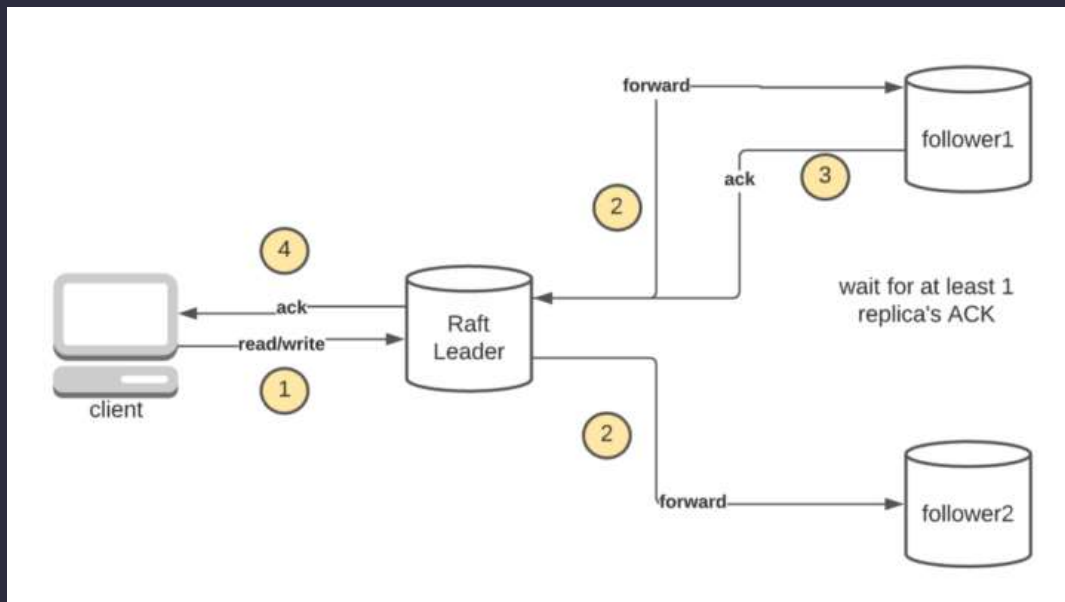 forward
follower1
3
ack
2
4
wait for at least 1
replica's ACK
ack
Raft
Leader
read/write
1
client
2
forward
follower2